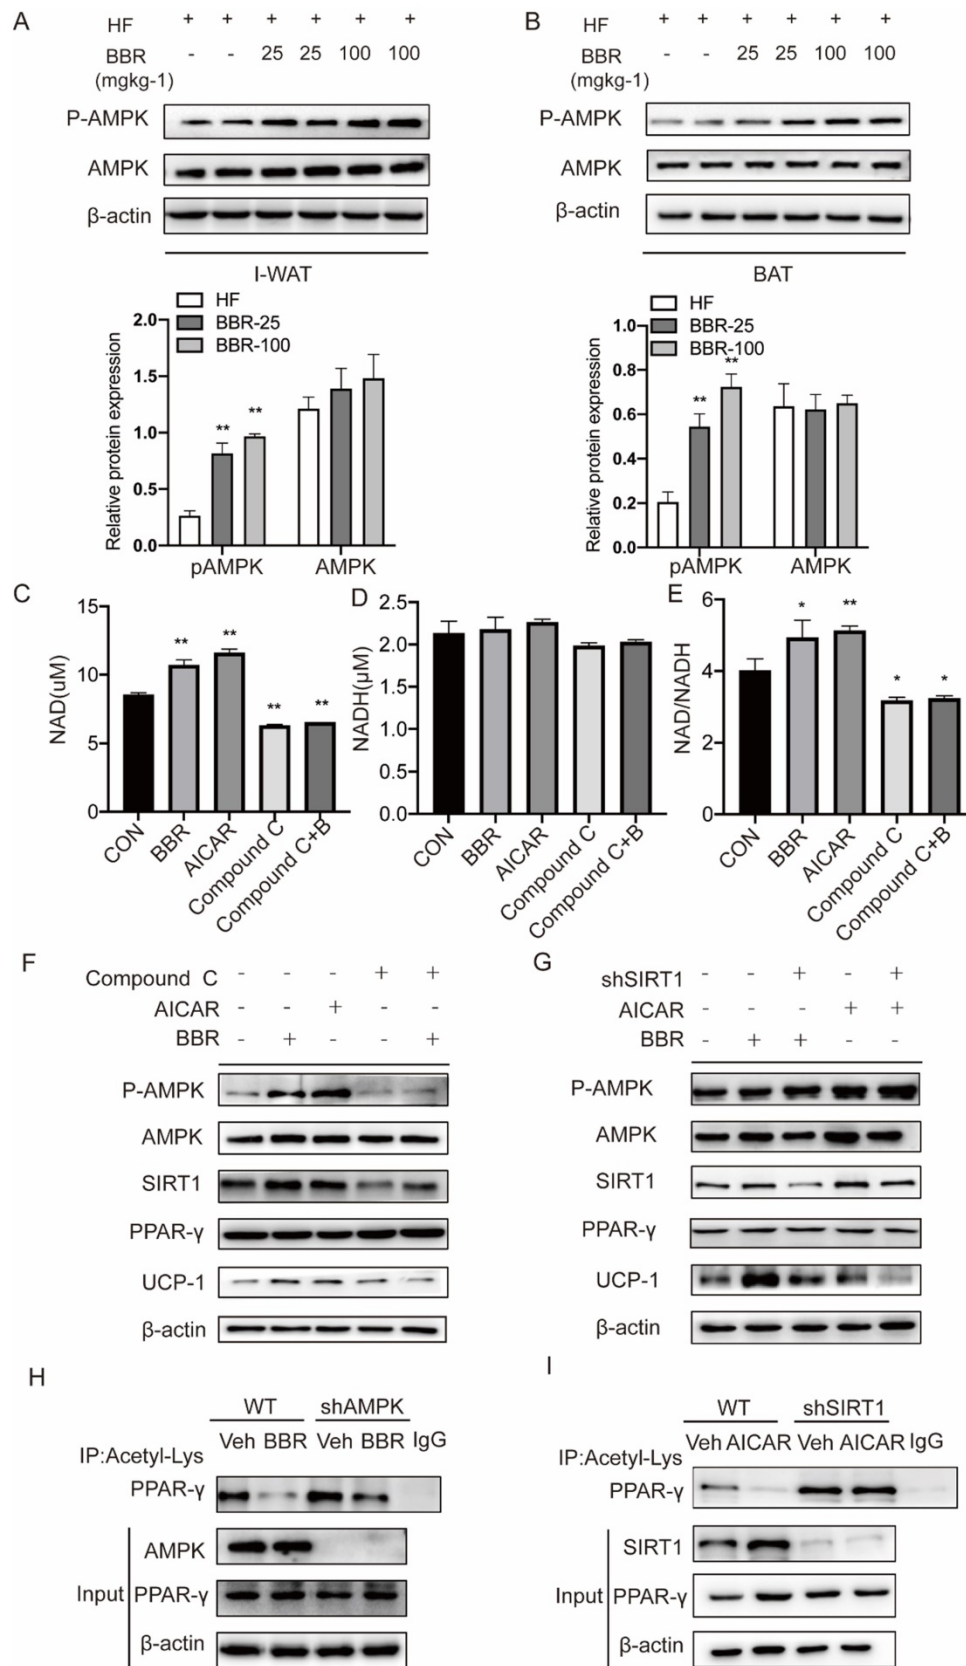 A
HF + + + + + +
BBR - - 25 25 100 100
(mgkg-1)
P-AMPK
AMPK
β-actin
I-WAT
HF
BBR-25
BBR-100
Relative protein expression
2.0
1.5
1.0
0.5
0.0
** **
pAMPK AMPK
B
HF + + + + + +
BBR - - 25 25 100 100
(mgkg-1)
P-AMPK
AMPK
β-actin
BAT
HF
BBR-25
BBR-100
Relative protein expression
1.0
0.8
0.6
0.4
0.2
0.0
** **
pAMPK AMPK
C
NAD(uM)
15
10
5
0
** ** ** **
CON BBR AICAR Compound C Compound C+B
D
NADH(μM)
2.5
2.0
1.5
1.0
0.5
0.0
CON BBR AICAR Compound C Compound C+B
E
NAD/NADH
6
4
2
0
* ** * *
CON BBR AICAR Compound C Compound C+B
F
Compound C - - - + +
AICAR - - + - -
BBR - + - - +
P-AMPK
AMPK
SIRT1
PPAR-γ
UCP-1
β-actin
G
shSIRT1 - - + - +
AICAR - - - + +
BBR - + + - -
P-AMPK
AMPK
SIRT1
PPAR-γ
UCP-1
β-actin
H
WT shAMPK
Veh BBR Veh BBR IgG
IP:Acetyl-Lys
PPAR-γ
AMPK
Input PPAR-γ
β-actin
I
WT shSIRT1
Veh AICAR Veh AICAR IgG
IP:Acetyl-Lys
PPAR-γ
SIRT1
Input PPAR-γ
β-actin